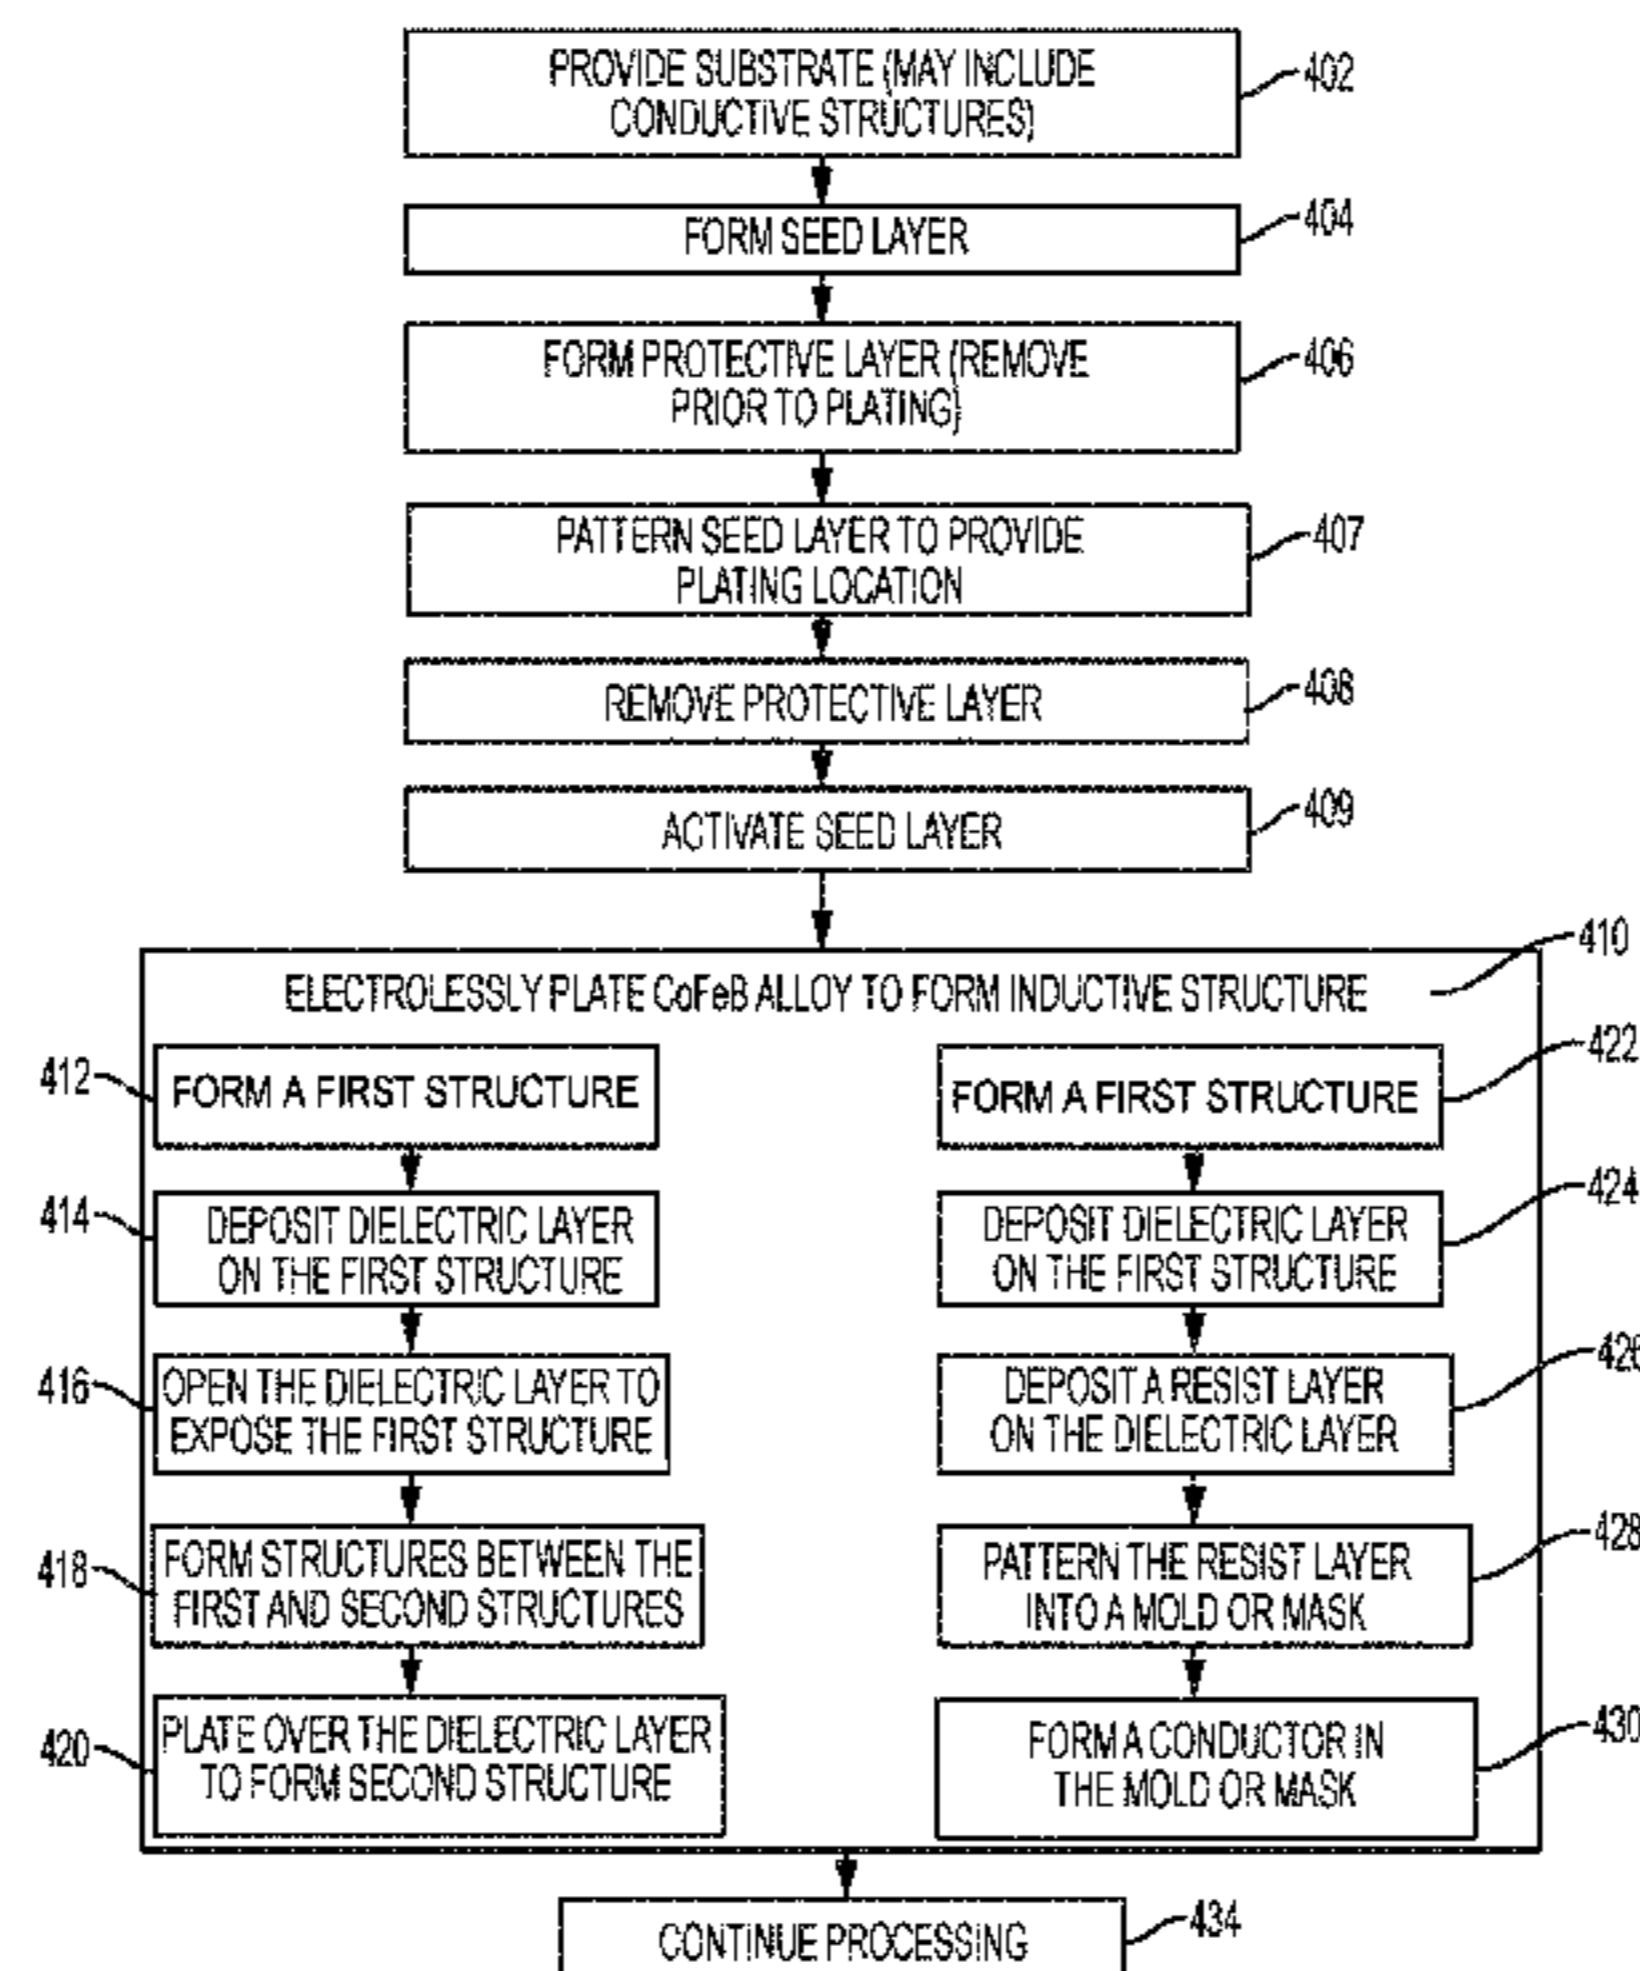 PROVIDE SUBSTRATE (MAY INCLUDE
CONDUCTIVE STRUCTURES)
402
FORM SEED LAYER
404
FORM PROTECTIVE LAYER (REMOVE
PRIOR TO PLATING)
406
PATTERN SEED LAYER TO PROVIDE
PLATING LOCATION
407
REMOVE PROTECTIVE LAYER
408
ACTIVATE SEED LAYER
409
410
ELECTROLESSLY PLATE CoFeB ALLOY TO FORM INDUCTIVE STRUCTURE
412
FORM A FIRST STRUCTURE
414
DEPOSIT DIELECTRIC LAYER
ON THE FIRST STRUCTURE
416
OPEN THE DIELECTRIC LAYER TO
EXPOSE THE FIRST STRUCTURE
418
FORM STRUCTURES BETWEEN THE
FIRST AND SECOND STRUCTURES
420
PLATE OVER THE DIELECTRIC LAYER
TO FORM SECOND STRUCTURE
FORM A FIRST STRUCTURE
422
DEPOSIT DIELECTRIC LAYER
ON THE FIRST STRUCTURE
424
DEPOSIT A RESIST LAYER
ON THE DIELECTRIC LAYER
426
PATTERN THE RESIST LAYER
INTO A MOLD OR MASK
428
FORM A CONDUCTOR IN
THE MOLD OR MASK
430
CONTINUE PROCESSING
434